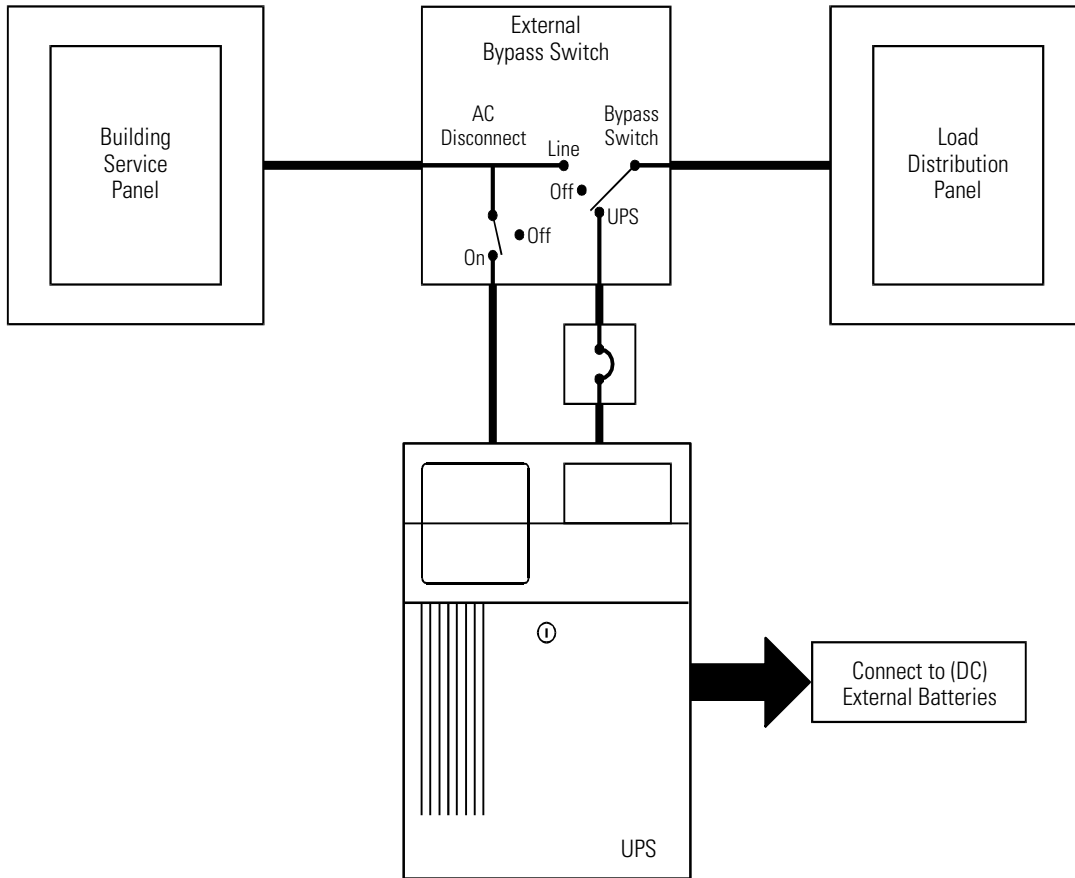 External
Bypass Switch
Building
Service
Panel
AC
Disconnect
Bypass
Switch
Line
Off
UPS
Off
On
Load
Distribution
Panel
Connect to (DC)
External Batteries
UPS